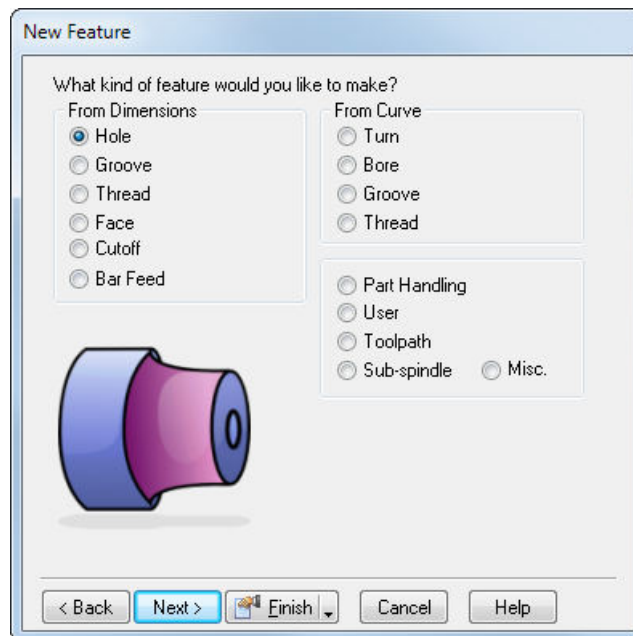 New Feature
What kind of feature would you like to make?
From Dimensions
Hole
Groove
Thread
Face
Cutoff
Bar Feed
From Curve
Turn
Bore
Groove
Thread
Part Handling
User
Toolpath
Sub-spindle
Misc.
< Back
Next >
Finish
Cancel
Help